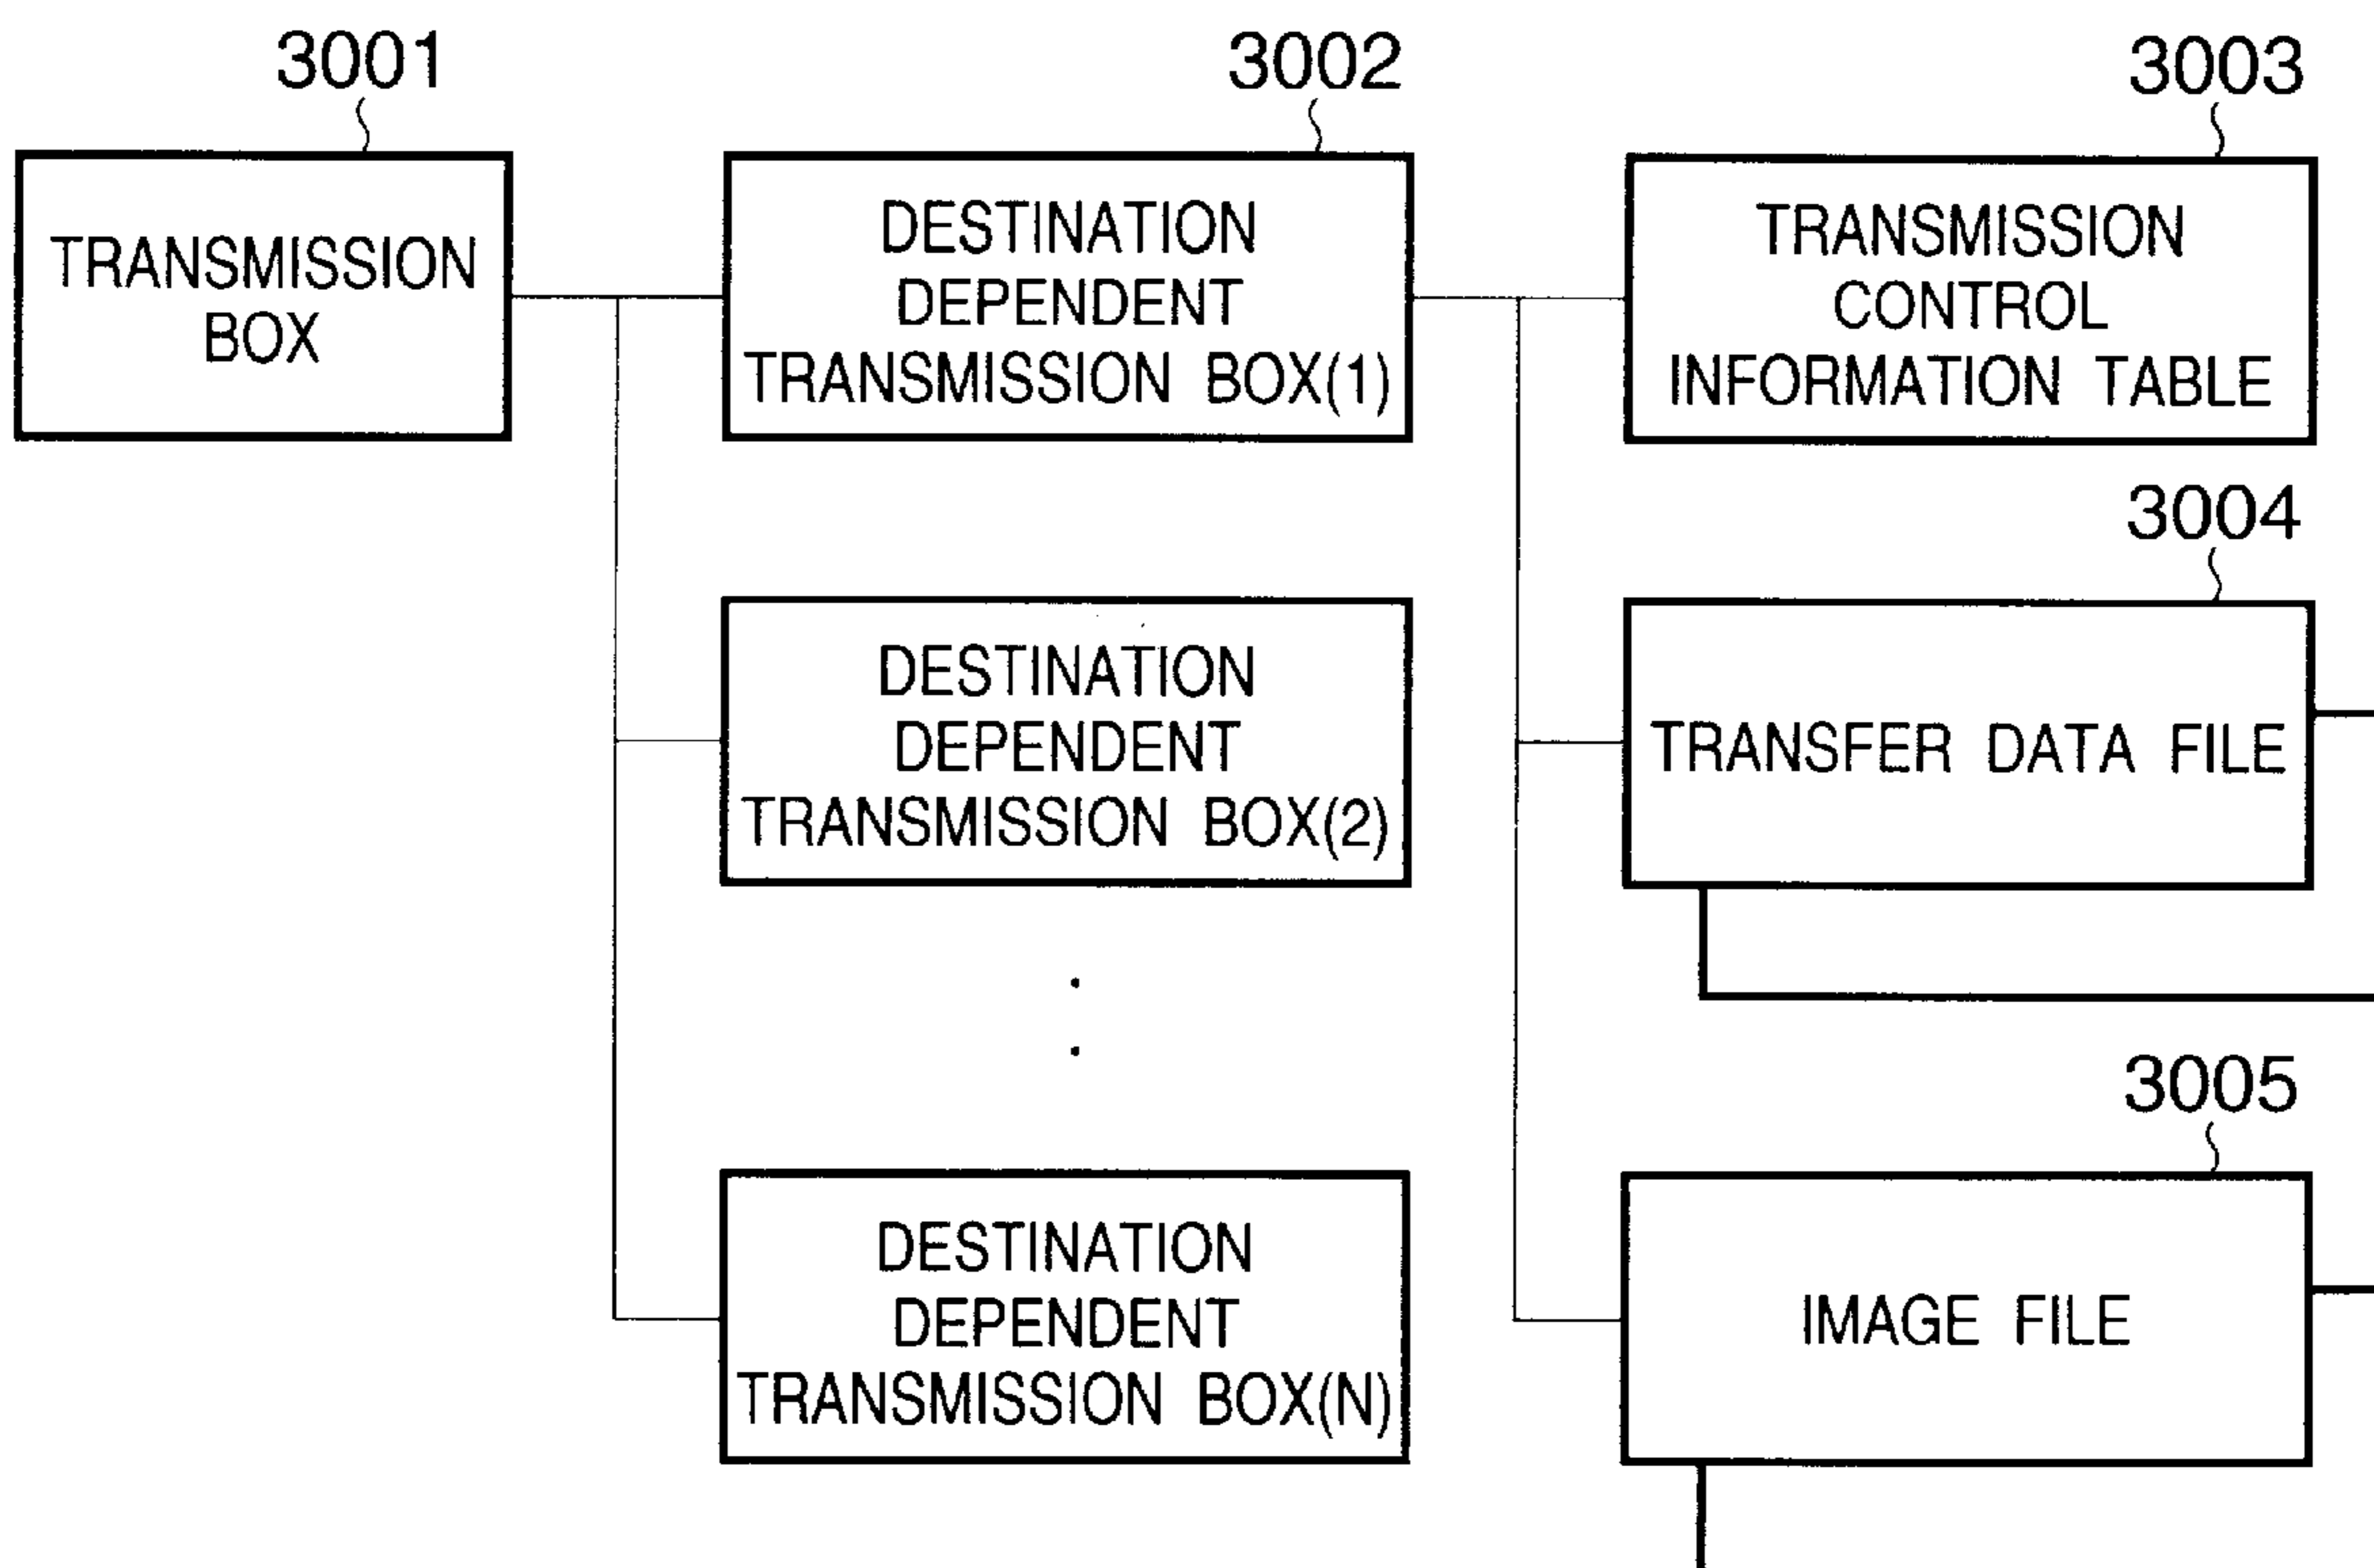 3001
TRANSMISSION
BOX
3002
DESTINATION
DEPENDENT
TRANSMISSION BOX(1)
3003
TRANSMISSION
CONTROL
INFORMATION TABLE
DESTINATION
DEPENDENT
TRANSMISSION BOX(2)
3004
TRANSFER DATA FILE
:
DESTINATION
DEPENDENT
TRANSMISSION BOX(N)
3005
IMAGE FILE